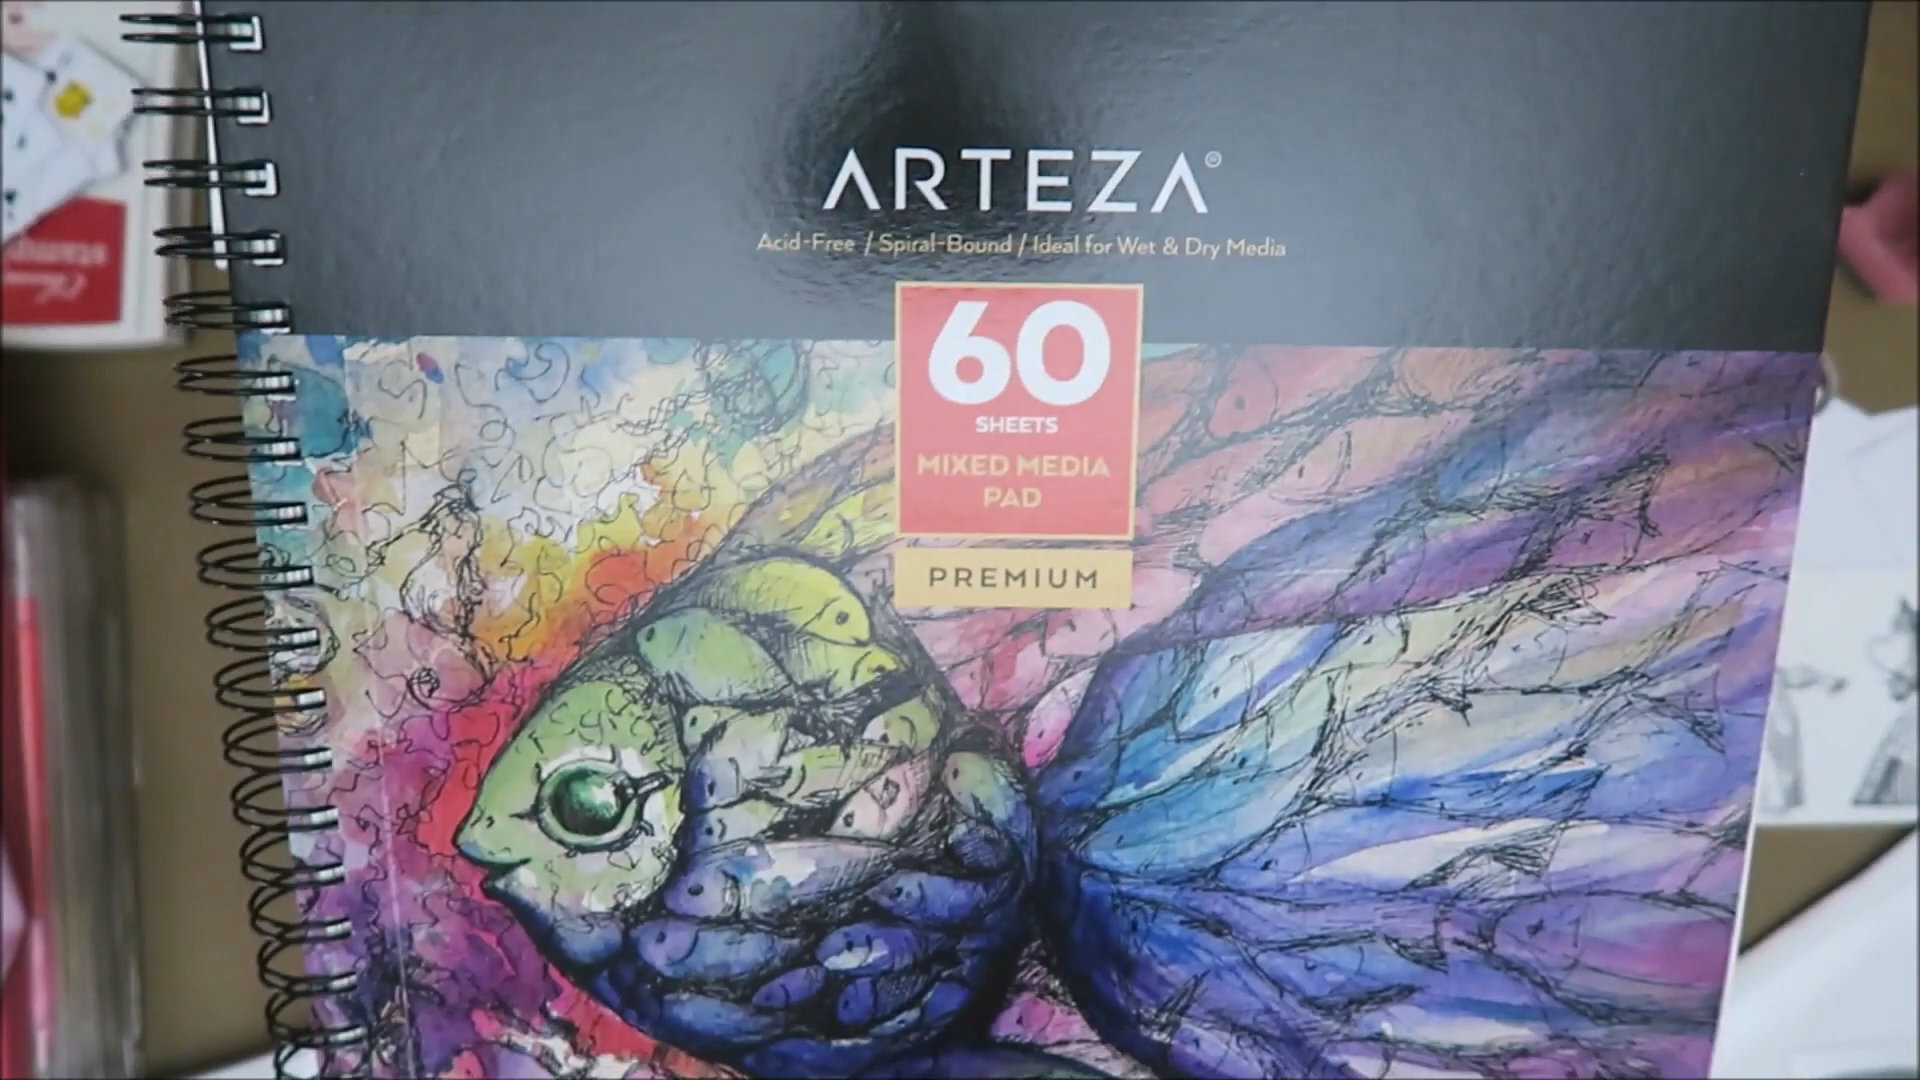 ARTEZA®
Acid-Free / Spiral-Bound / Ideal for Wet & Dry Media
60
SHEETS
MIXED MEDIA
PAD
PREMIUM